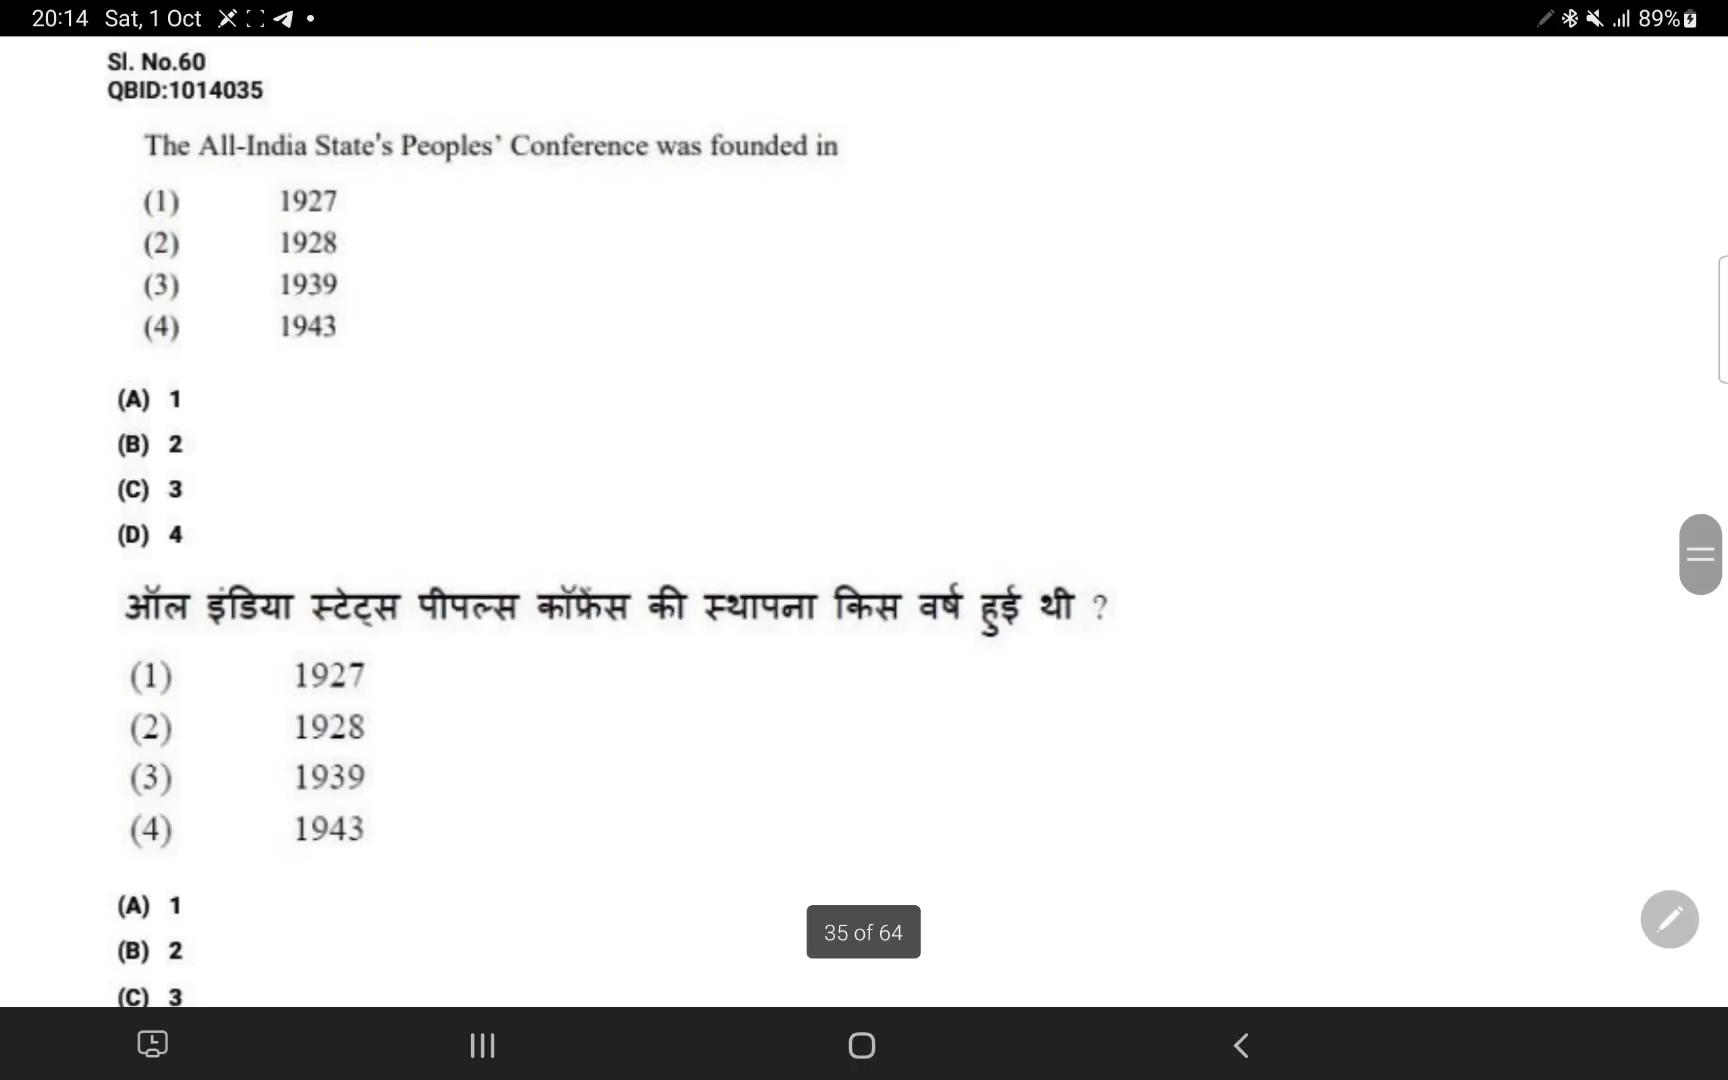 20:14 Sat, 1 Oct
89%
Sl. No.60
QBID:1014035
The All-India State's Peoples’ Conference was founded in
(1) 1927
(2) 1928
(3) 1939
(4) 1943
(A) 1
(B) 2
(C) 3
(D) 4
ऑल इंडिया स्टेट्स पीपल्स कॉफ्रेंस की स्थापना किस वर्ष हुई थी ?
(1) 1927
(2) 1928
(3) 1939
(4) 1943
(A) 1
(B) 2
(C) 3
35 of 64